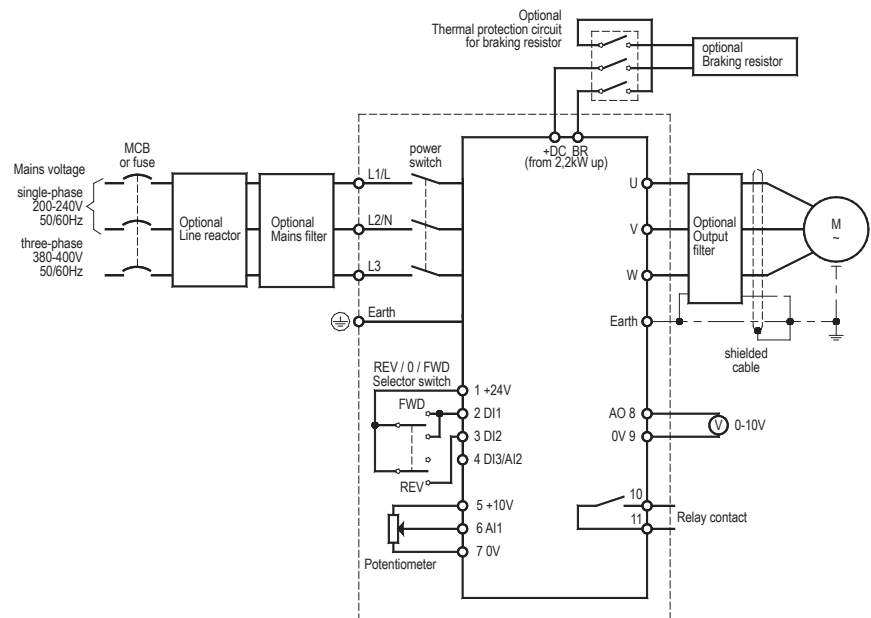 Optional
Thermal protection circuit
for braking resistor
optional
Braking resistor
+DC BR
(from 2,2kW up)
Mains voltage
single-phase
200-240V
50/60Hz
three-phase
380-400V
50/60Hz
MCB
or fuse
Optional
Line reactor
Optional
Mains filter
L1/L
L2/N
L3
Earth
power
switch
U
V
W
Earth
Optional
Output
filter
M
~
shielded
cable
REV / 0 / FWD
Selector switch
FWD
REV
1 +24V
2 DI1
3 DI2
4 DI3/AI2
5 +10V
6 AI1
7 0V
Potentiometer
AO 8
0V 9
V
0-10V
10
11
Relay contact